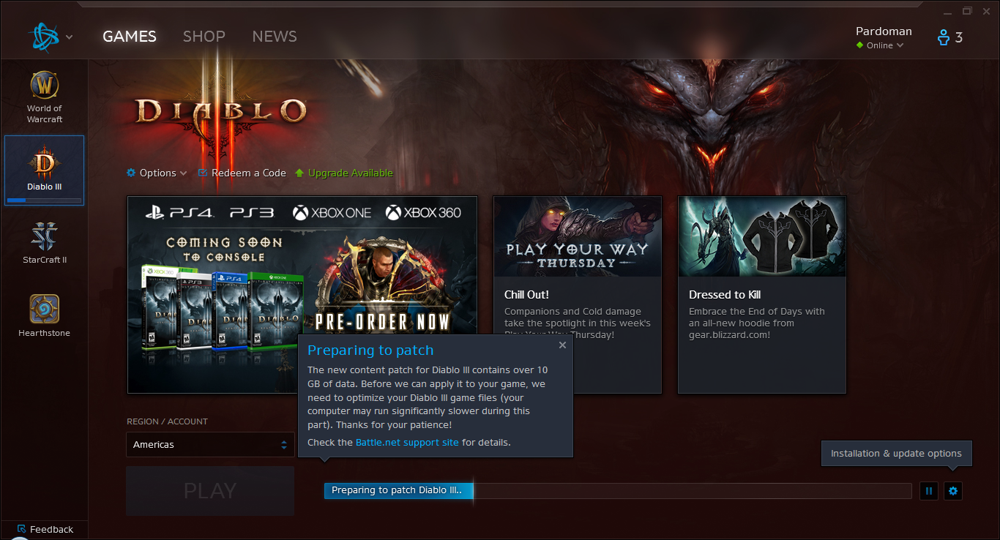 GAMES SHOP NEWS
Pardoman
Online
3
World of
Warcraft
Diablo III
StarCraft II
Hearthstone
Feedback
DIABLO
Options Redeem a Code Upgrade Available
PS4 PS3 XBOX ONE XBOX 360
COMING SOON
TO CONSOLE
XBOX 360 PS3 PS4 XBOX ONE
DIABLO
PRE-ORDER NOW
PLAY YOUR WAY
THURSDAY
Chill Out!
Companions and Cold damage
take the spotlight in this week's
Play Your Way Thursday!
Dressed to Kill
Embrace the End of Days with
an all-new hoodie from
gear.blizzard.com!
Preparing to patch
The new content patch for Diablo III contains over 10
GB of data. Before we can apply it to your game, we
need to optimize your Diablo III game files (your
computer may run significantly slower during this
part). Thanks for your patience!
Check the Battle.net support site for details.
REGION / ACCOUNT
Americas
PLAY
Installation & update options
Preparing to patch Diablo III..